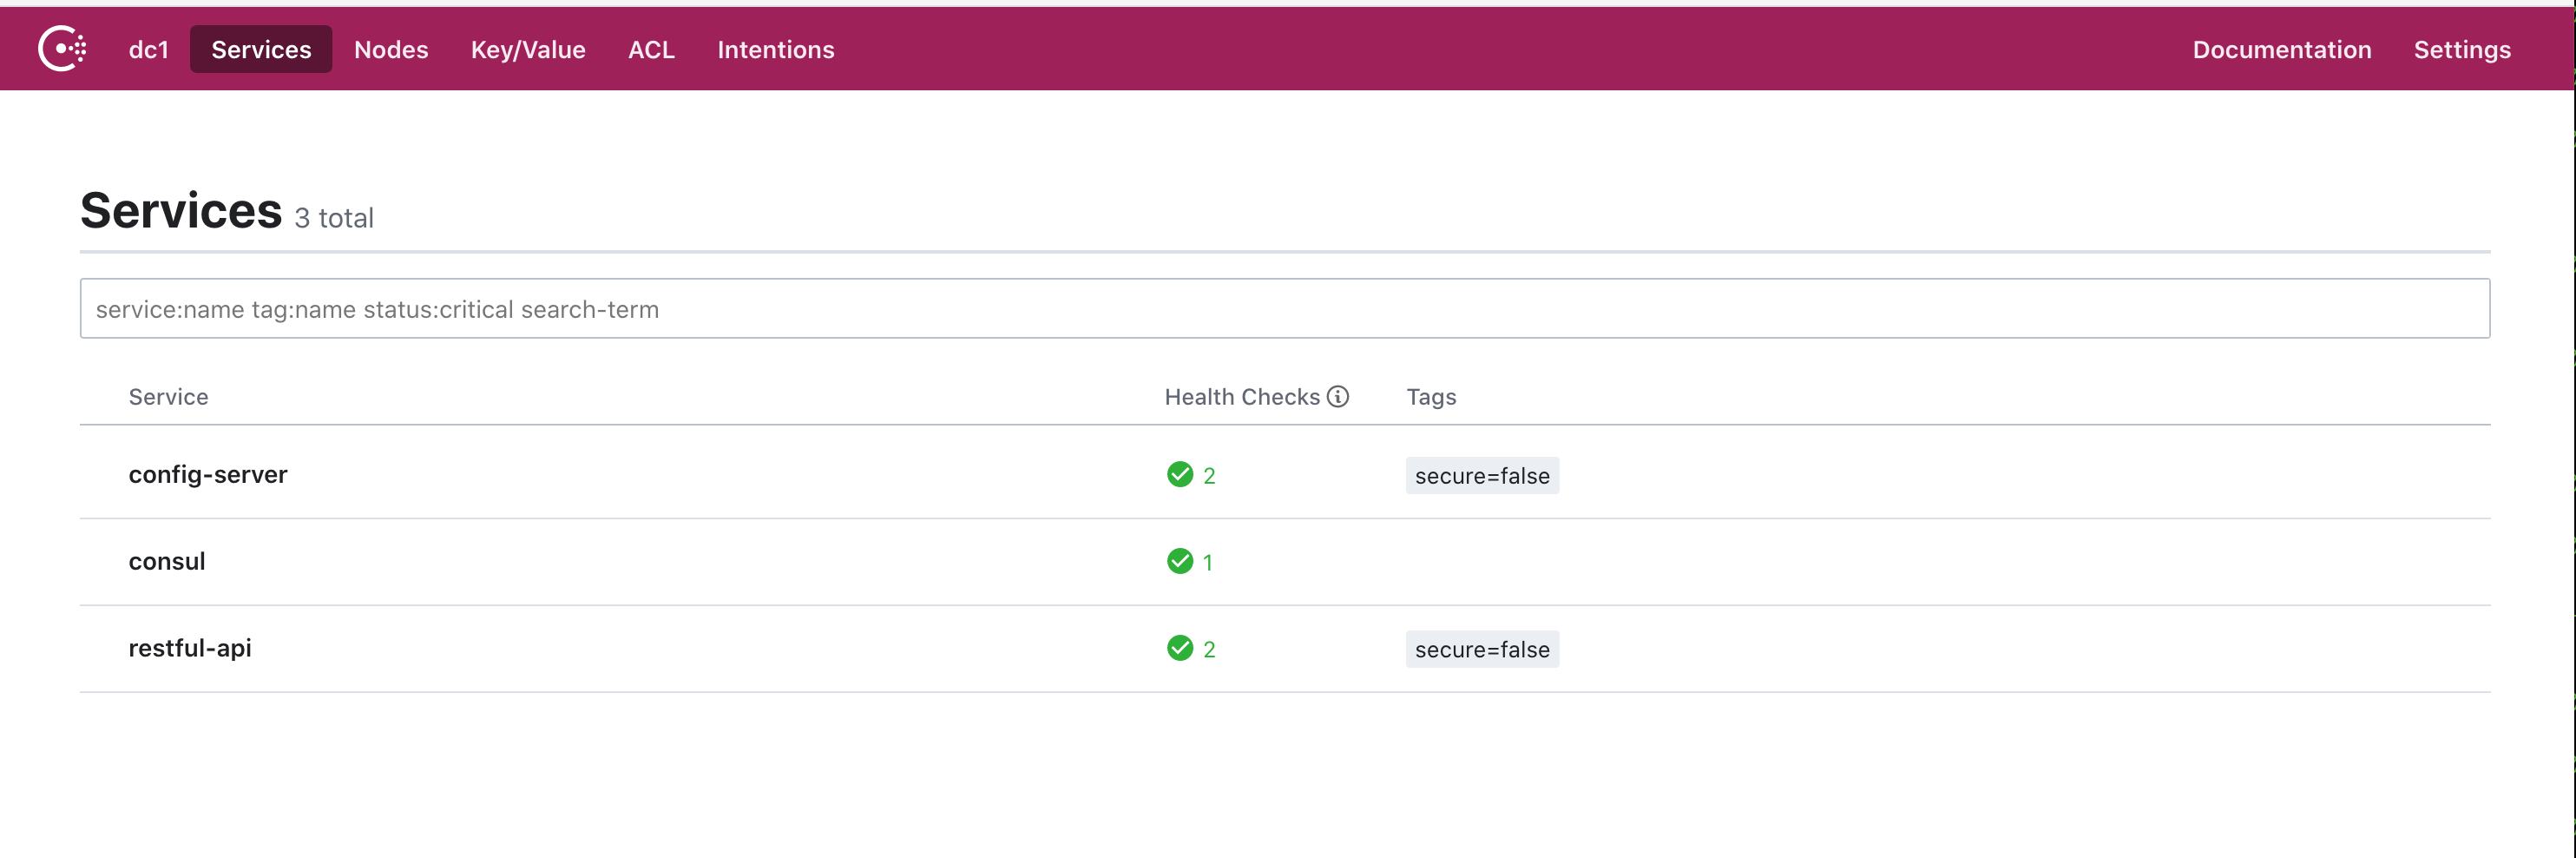 dc1 Services Nodes Key/Value ACL Intentions Documentation Settings
Services 3 total
service:name tag:name status:critical search-term
Service Health Checks Tags
config-server 2 secure=false
consul 1
restful-api 2 secure=false